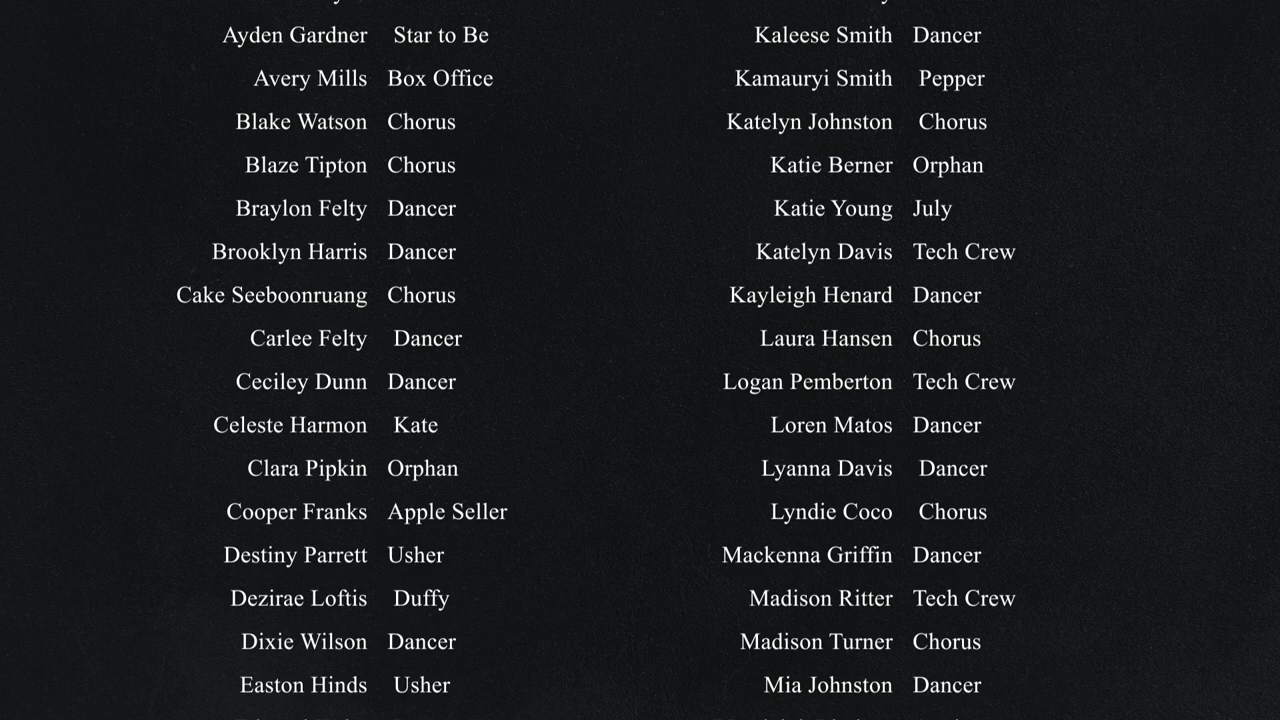 Ayden Gardner Star to Be
Avery Mills Box Office
Blake Watson Chorus
Blaze Tipton Chorus
Braylon Felty Dancer
Brooklyn Harris Dancer
Cake Seeboonruang Chorus
Carlee Felty Dancer
Ceciley Dunn Dancer
Celeste Harmon Kate
Clara Pipkin Orphan
Cooper Franks Apple Seller
Destiny Parrett Usher
Dezirae Loftis Duffy
Dixie Wilson Dancer
Easton Hinds Usher
Kaleese Smith Dancer
Kamauryi Smith Pepper
Katelyn Johnston Chorus
Katie Berner Orphan
Katie Young July
Katelyn Davis Tech Crew
Kayleigh Henard Dancer
Laura Hansen Chorus
Logan Pemberton Tech Crew
Loren Matos Dancer
Lyanna Davis Dancer
Lyndie Coco Chorus
Mackenna Griffin Dancer
Madison Ritter Tech Crew
Madison Turner Chorus
Mia Johnston Dancer